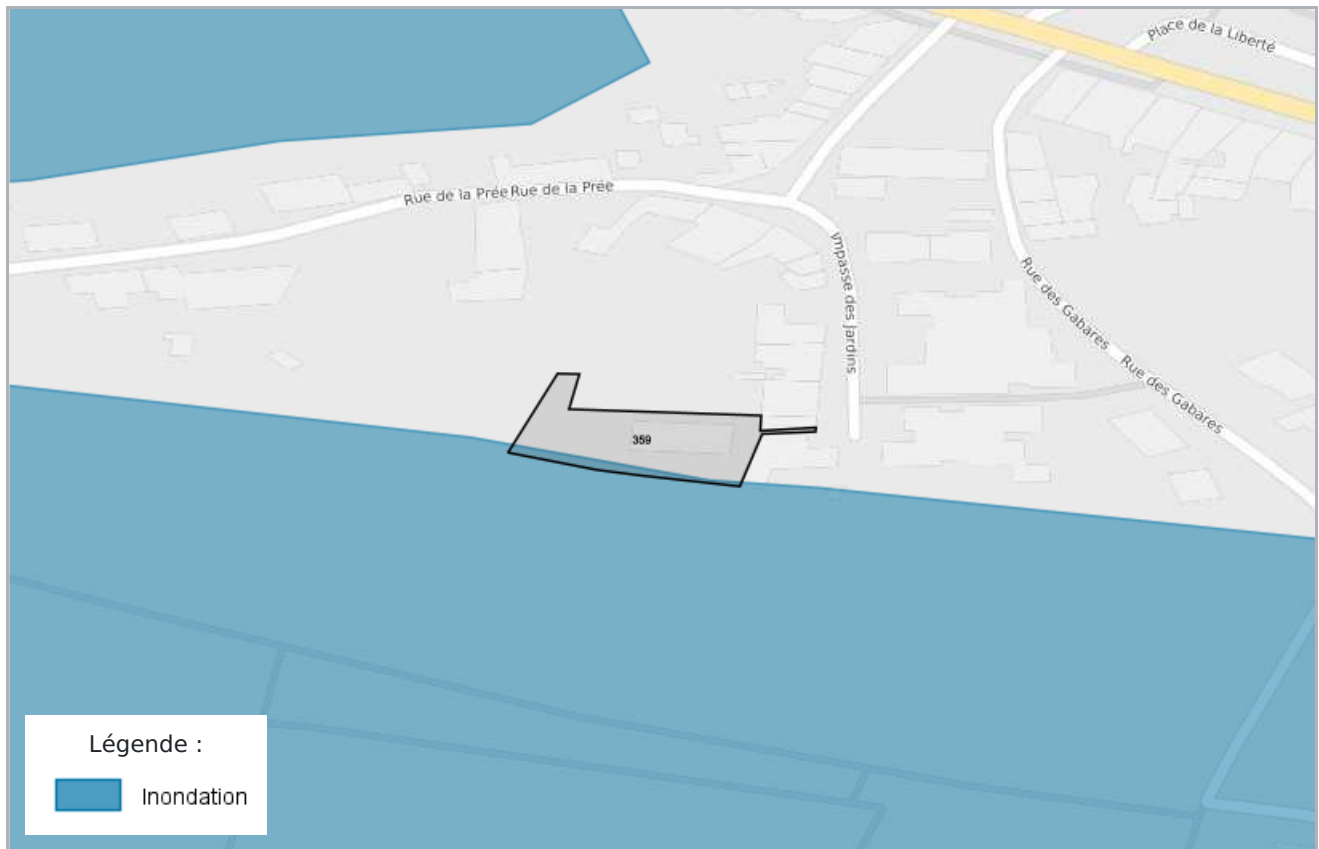 Place de la Liberté
Rue de la Prée Rue de la Prée
Impasse des Jardins
Rue des Gabares
Rue des Gabares
359
Légende :
Inondation